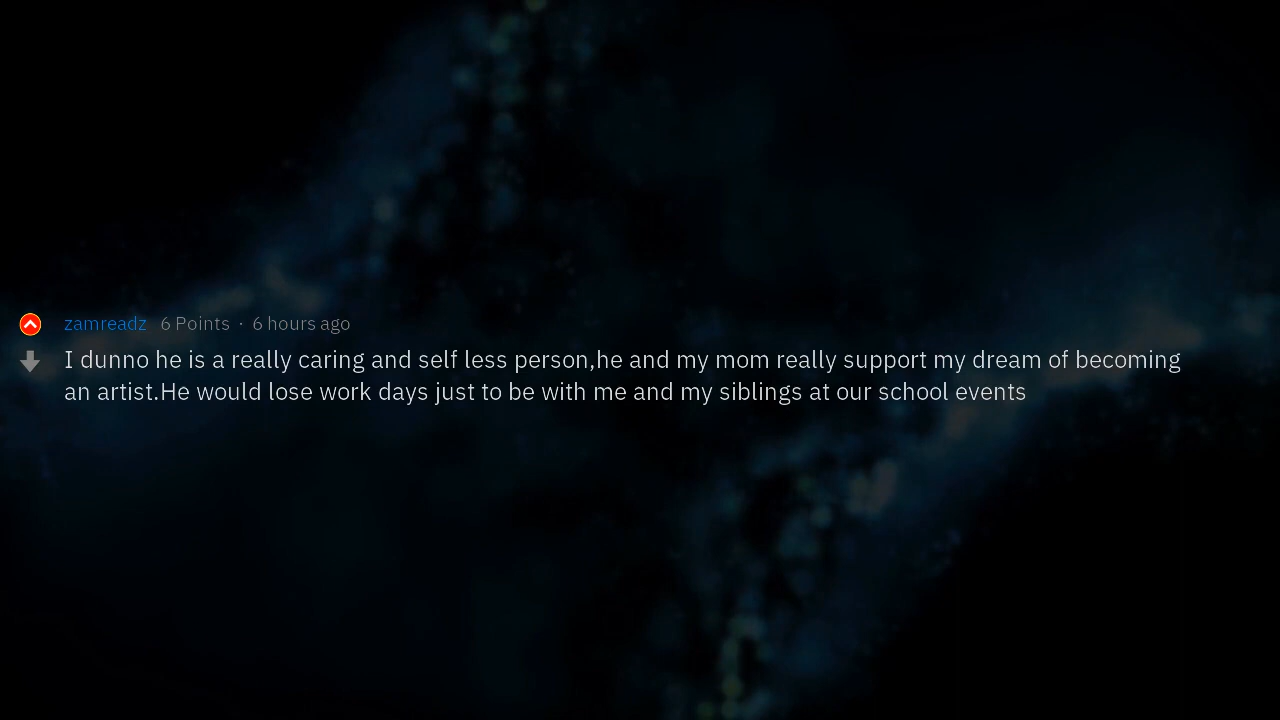 zamreadz 6 Points · 6 hours ago
I dunno he is a really caring and self less person,he and my mom really support my dream of becoming
an artist.He would lose work days just to be with me and my siblings at our school events